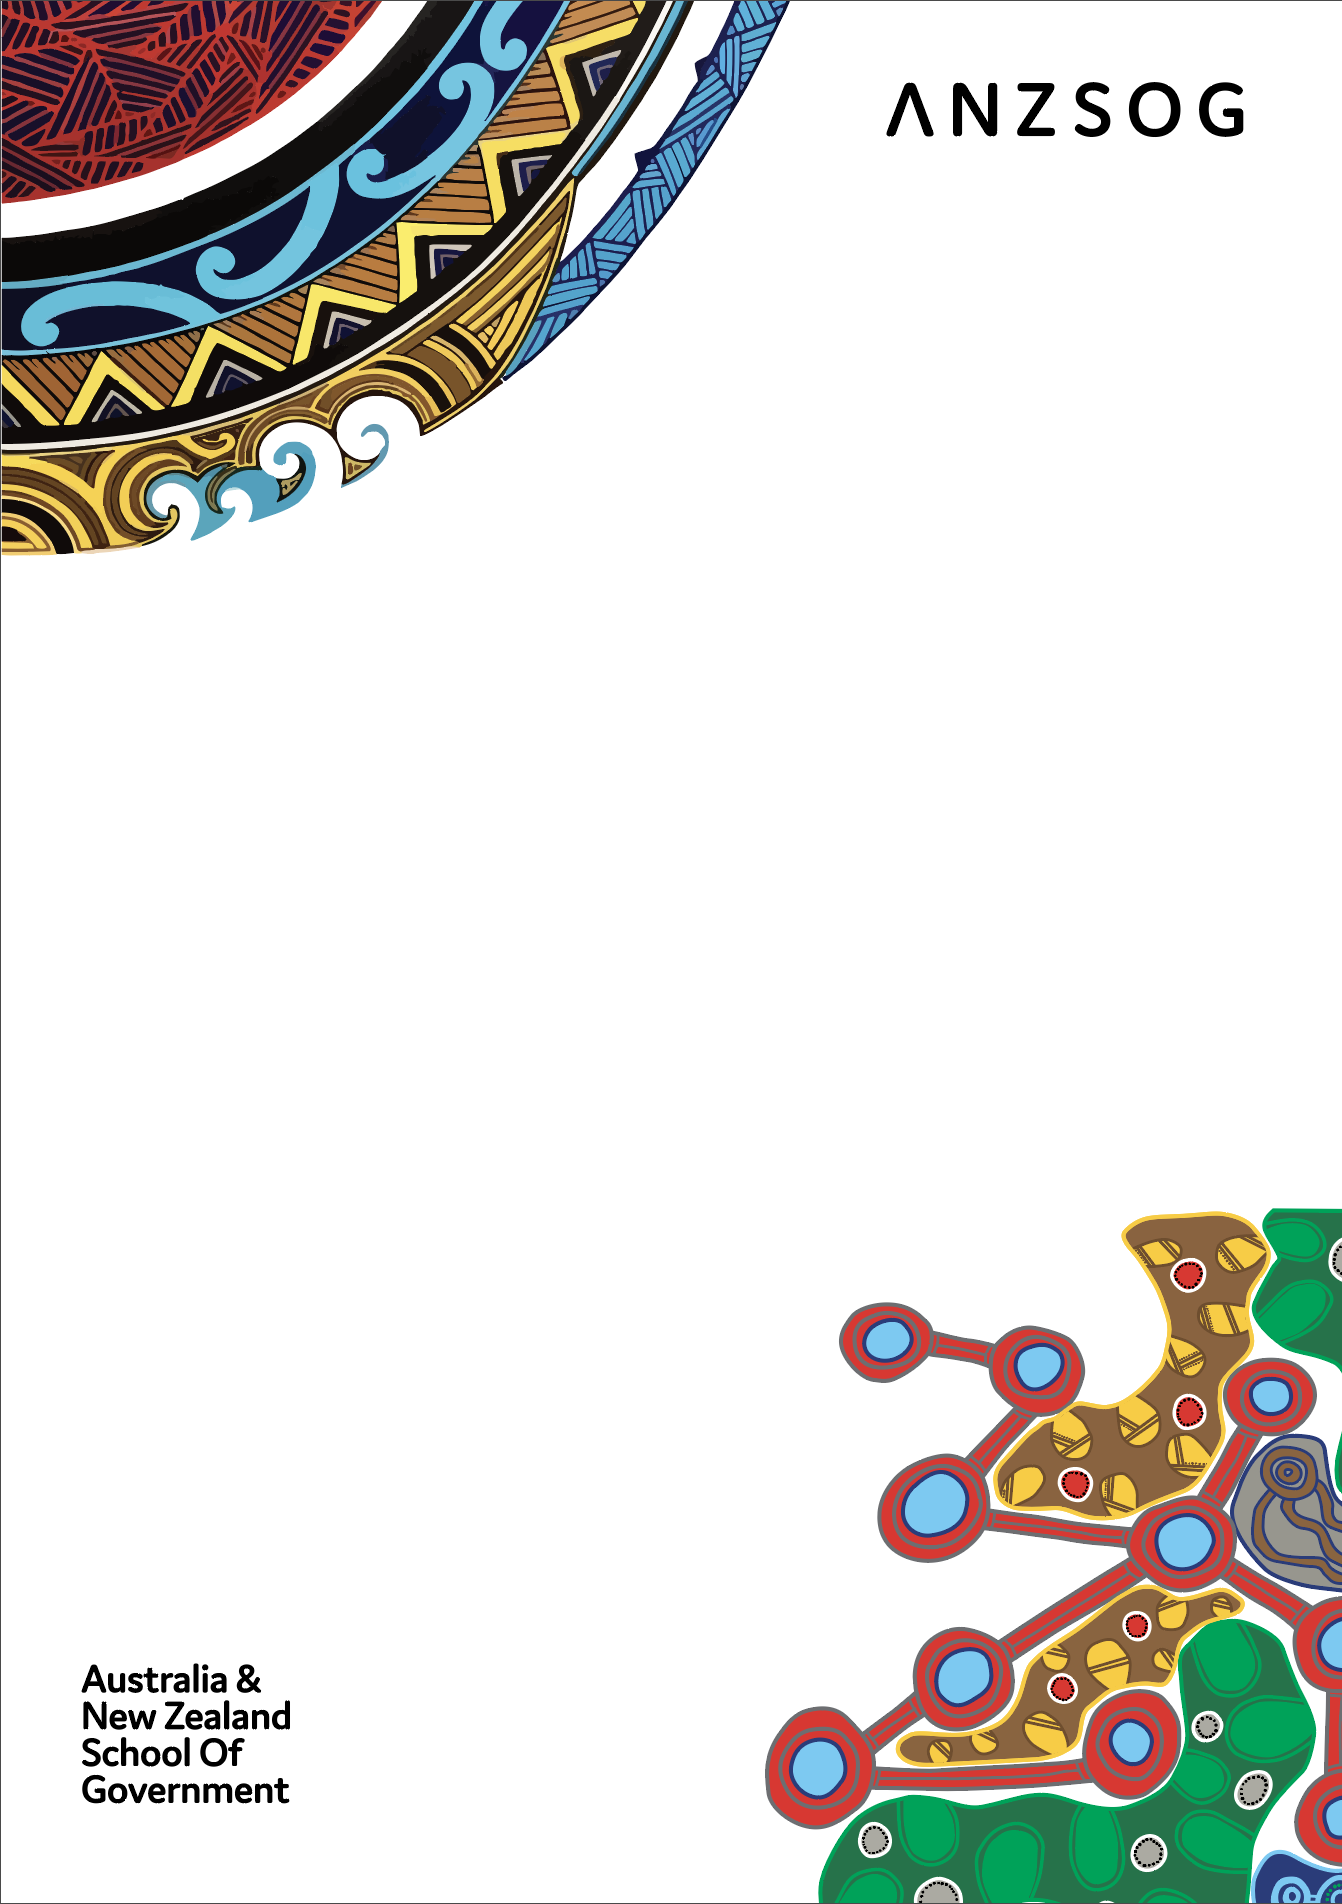 ANZSOG
Australia &
New Zealand
School Of
Government